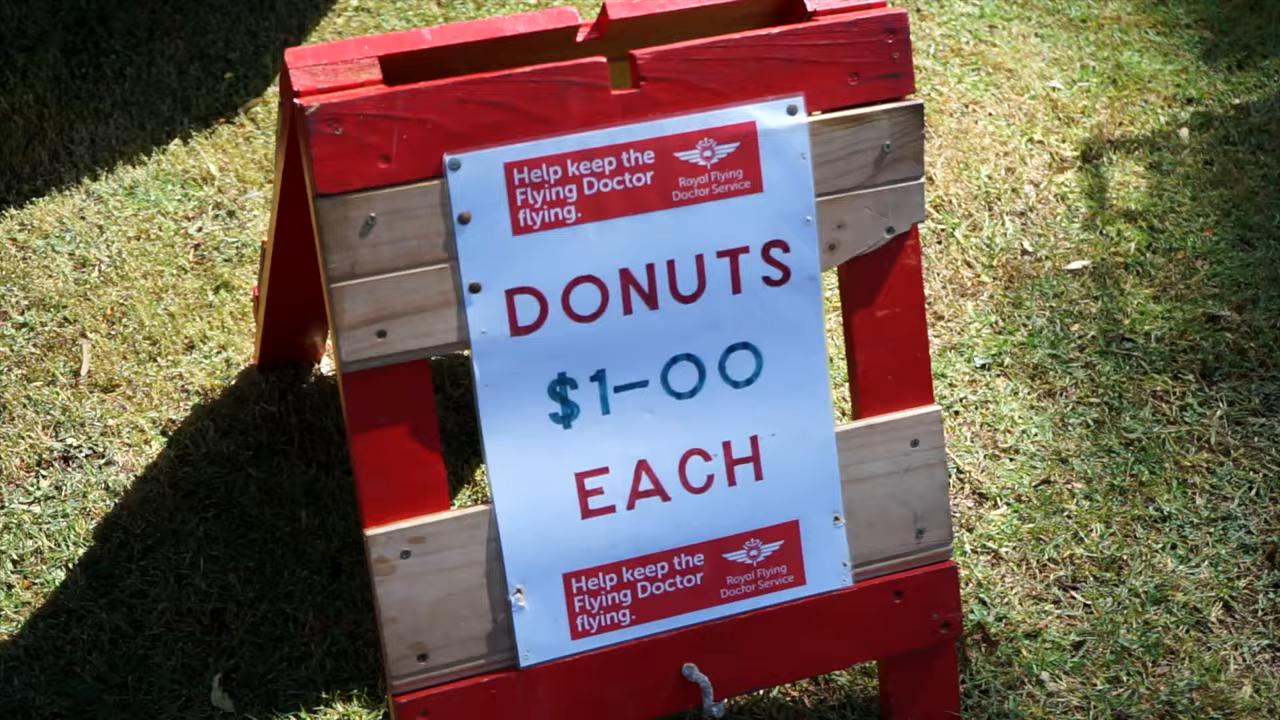 Help keep the
Flying Doctor
flying.
Royal Flying
Doctor Service
DONUTS
$1-00
EACH
Help keep the
Flying Doctor
flying.
Royal Flying
Doctor Service